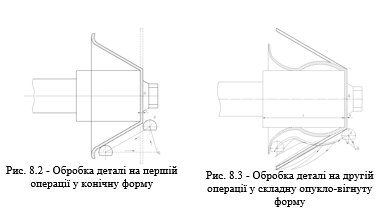 Рис. 8.2 - Обробка деталі на першій
операції у конічну форму
Рис. 8.3 - Обробка деталі на другій
операції у складну опукло-вігнуту
форму